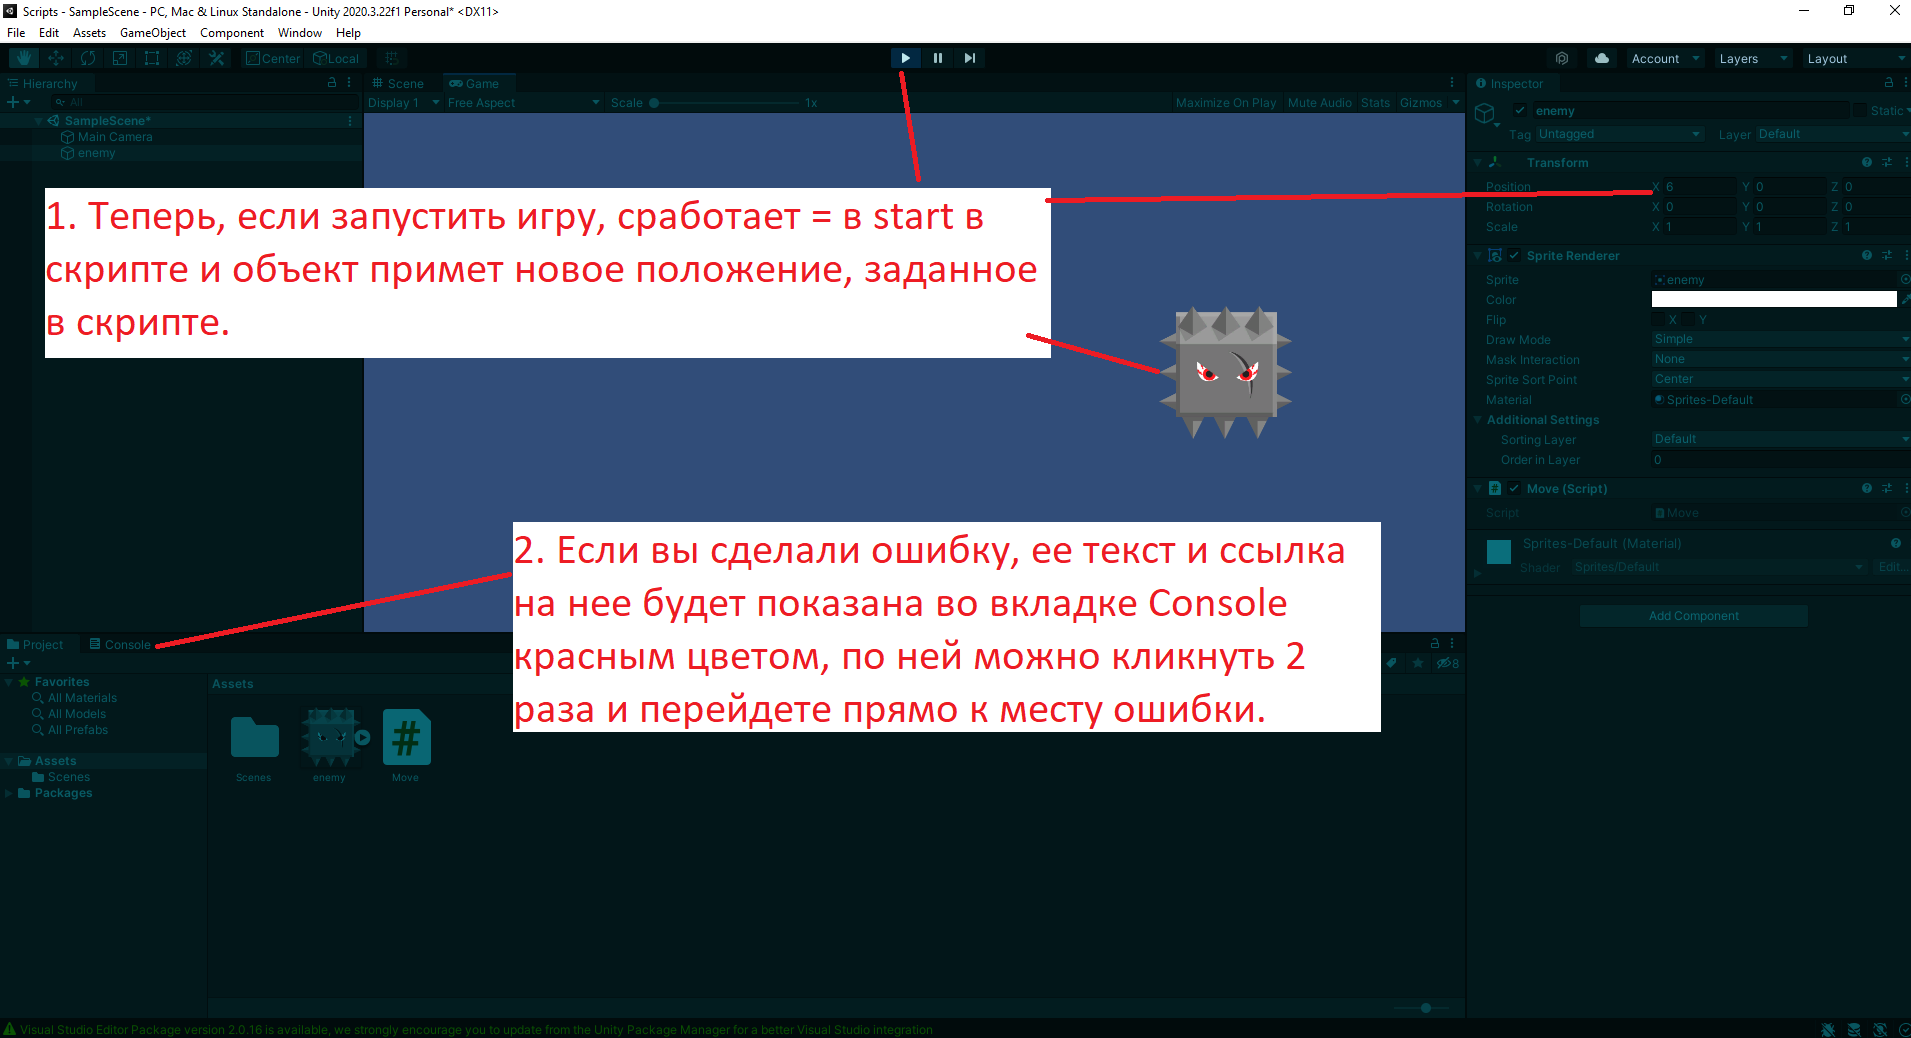 Scripts - SampleScene - PC, Mac & Linux Standalone - Unity 2020.3.22f1 Personal* <DX11>
File Edit Assets GameObject Component Window Help
Center Local Account Layers Layout
Hierarchy
All
SampleScene*
Main Camera
enemy
Scene Game
Display 1 Free Aspect Scale 1x Maximize On Play Mute Audio Stats Gizmos
1. Теперь, если запустить игру, сработает = в start в
скрипте и объект примет новое положение, заданное
в скрипте.
2. Если вы сделали ошибку, ее текст и ссылка
на нее будет показана во вкладке Console
красным цветом, по ней можно кликнуть 2
раза и перейдете прямо к месту ошибки.
Inspector
enemy Static
Tag Untagged Layer Default
Transform
Position X 6 Y 0 Z 0
Rotation X 0 Y 0 Z 0
Scale X 1 Y 1 Z 1
Sprite Renderer
Sprite enemy
Color
Flip X Y
Draw Mode Simple
Mask Interaction None
Sprite Sort Point Center
Material Sprites-Default
Additional Settings
Sorting Layer Default
Order in Layer 0
Move (Script)
Script Move
Sprites-Default (Material)
Shader Sprites/Default Edit...
Add Component
Project Console
8
Favorites
All Materials
All Models
All Prefabs
Assets
Scenes
Packages
Assets
Scenes enemy Move
Visual Studio Editor Package version 2.0.16 is available, we strongly encourage you to update from the Unity Package Manager for a better Visual Studio integration